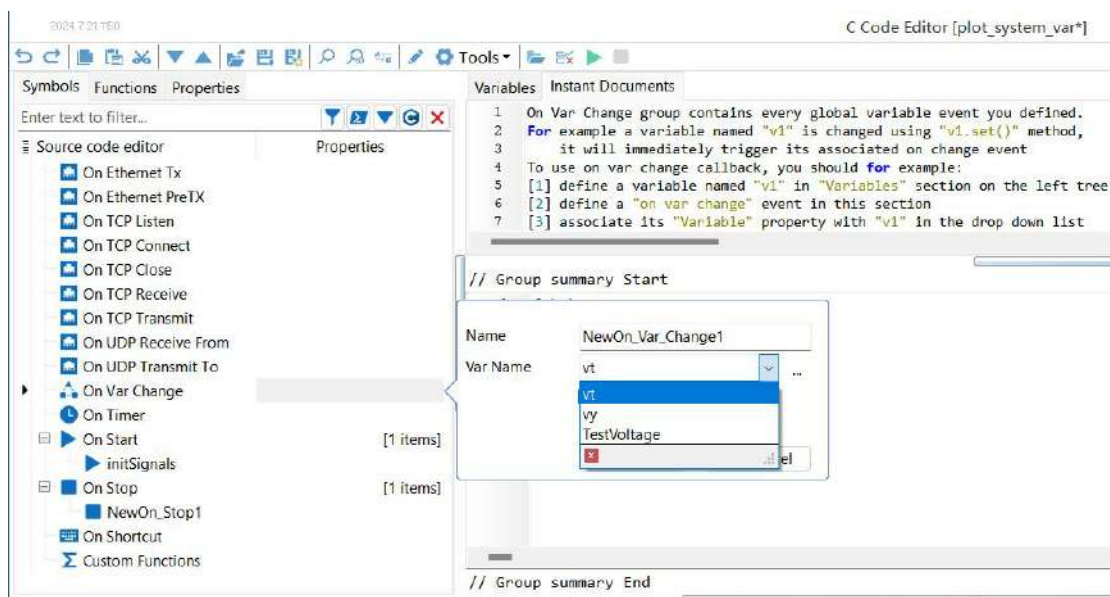 C Code Editor [plot_system_var*]
Tools
Symbols Functions Properties
Variables Instant Documents
Enter text to filter...
Source code editor Properties
On Ethernet Tx
On Ethernet PreTX
On TCP Listen
On TCP Connect
On TCP Close
On TCP Receive
On TCP Transmit
On UDP Receive From
On UDP Transmit To
On Var Change
On Timer
On Start [1 items]
initSignals
On Stop [1 items]
NewOn_Stop1
On Shortcut
Custom Functions
1 On Var Change group contains every global variable event you defined.
2 For example a variable named "v1" is changed using "v1.set()" method,
3 it will immediately trigger its associated on change event
4 To use on var change callback, you should for example:
5 [1] define a variable named "v1" in "Variables" section on the left tree
6 [2] define a "on var change" event in this section
7 [3] associate its "Variable" property with "v1" in the drop down list
// Group summary Start
Name NewOn_Var_Change1
Var Name vt ...
vt
vy
TestVoltage
// Group summary End